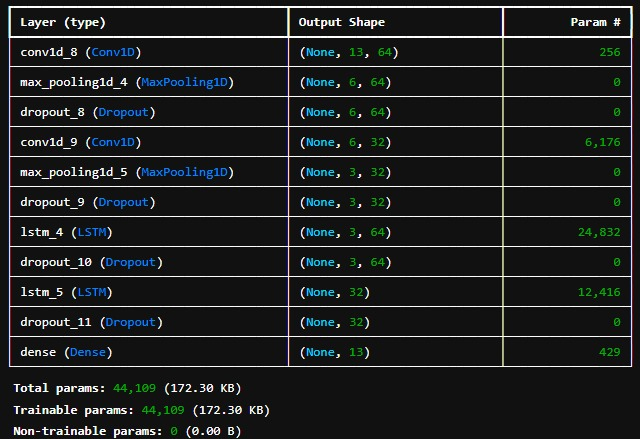 Layer (type) Output Shape Param #
conv1d_8 (Conv1D) (None, 13, 64) 256
max_pooling1d_4 (MaxPooling1D) (None, 6, 64) 0
dropout_8 (Dropout) (None, 6, 64) 0
conv1d_9 (Conv1D) (None, 6, 32) 6,176
max_pooling1d_5 (MaxPooling1D) (None, 3, 32) 0
dropout_9 (Dropout) (None, 3, 32) 0
lstm_4 (LSTM) (None, 3, 64) 24,832
dropout_10 (Dropout) (None, 3, 64) 0
lstm_5 (LSTM) (None, 32) 12,416
dropout_11 (Dropout) (None, 32) 0
dense (Dense) (None, 13) 429
Total params: 44,109 (172.30 KB)
Trainable params: 44,109 (172.30 KB)
Non-trainable params: 0 (0.00 B)